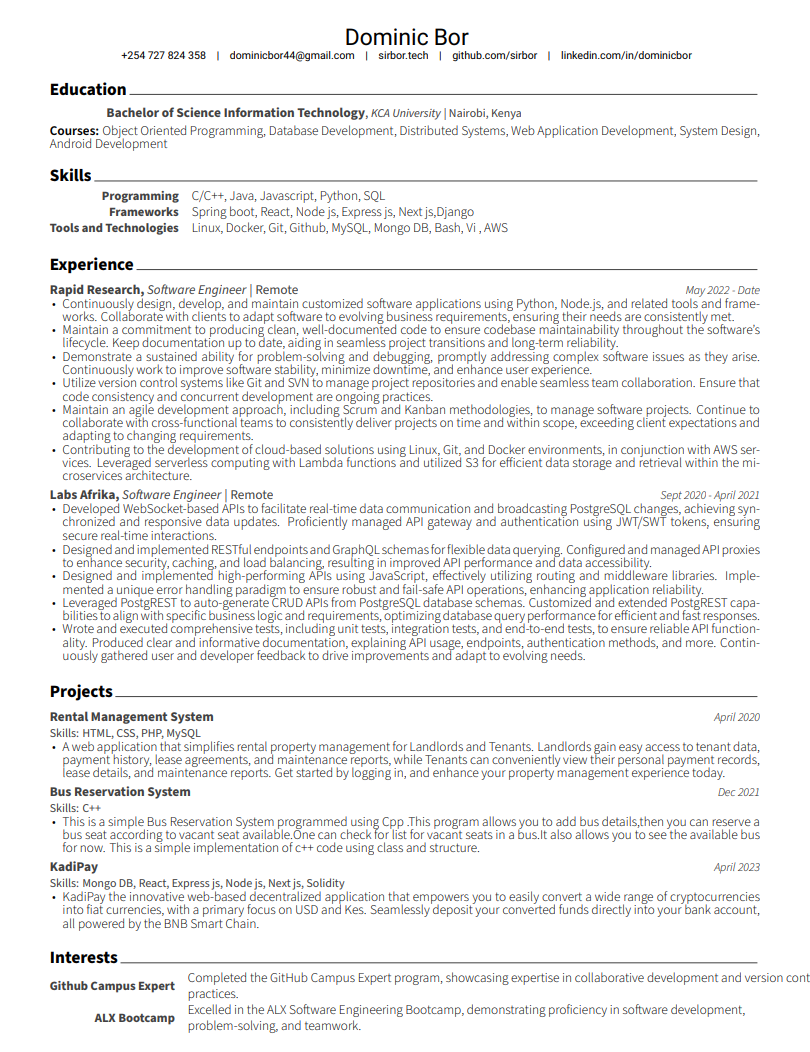 Dominic Bor
+254 727 824 358 | dominicbor44@gmail.com | sirbor.tech | github.com/sirbor | linkedin.com/in/dominicbor
Education
Bachelor of Science Information Technology, KCA University | Nairobi, Kenya
Courses: Object Oriented Programming, Database Development, Distributed Systems, Web Application Development, System Design,
Android Development
Skills
Programming C/C++, Java, Javascript, Python, SQL
Frameworks Spring boot, React, Node js, Express js, Next js,Django
Tools and Technologies Linux, Docker, Git, Github, MySQL, Mongo DB, Bash, Vi , AWS
Experience
Rapid Research, Software Engineer | Remote May 2022 - Date
• Continuously design, develop, and maintain customized software applications using Python, Node.js, and related tools and frame-
works. Collaborate with clients to adapt software to evolving business requirements, ensuring their needs are consistently met.
• Maintain a commitment to producing clean, well-documented code to ensure codebase maintainability throughout the software's
lifecycle. Keep documentation up to date, aiding in seamless project transitions and long-term reliability.
• Demonstrate a sustained ability for problem-solving and debugging, promptly addressing complex software issues as they arise.
Continuously work to improve software stability, minimize downtime, and enhance user experience.
• Utilize version control systems like Git and SVN to manage project repositories and enable seamless team collaboration. Ensure that
code consistency and concurrent development are ongoing practices.
• Maintain an agile development approach, including Scrum and Kanban methodologies, to manage software projects. Continue to
collaborate with cross-functional teams to consistently deliver projects on time and within scope, exceeding client expectations and
adapting to changing requirements.
• Contributing to the development of cloud-based solutions using Linux, Git, and Docker environments, in conjunction with AWS ser-
vices. Leveraged serverless computing with Lambda functions and utilized S3 for efficient data storage and retrieval within the mi-
croservices architecture.
Labs Afrika, Software Engineer | Remote Sept 2020 - April 2021
• Developed WebSocket-based APIs to facilitate real-time data communication and broadcasting PostgreSQL changes, achieving syn-
chronized and responsive data updates. Proficiently managed API gateway and authentication using JWT/SWT tokens, ensuring
secure real-time interactions.
• Designed and implemented RESTful endpoints and GraphQL schemas for flexible data querying. Configured and managed API proxies
to enhance security, caching, and load balancing, resulting in improved API performance and data accessibility.
• Designed and implemented high-performing APIs using JavaScript, effectively utilizing routing and middleware libraries. Imple-
mented a unique error handling paradigm to ensure robust and fail-safe API operations, enhancing application reliability.
• Leveraged PostgREST to auto-generate CRUD APIs from PostgreSQL database schemas. Customized and extended PostgREST capa-
bilities to align with specific business logic and requirements, optimizing database query performance for efficient and fast responses.
• Wrote and executed comprehensive tests, including unit tests, integration tests, and end-to-end tests, to ensure reliable API function-
ality. Produced clear and informative documentation, explaining API usage, endpoints, authentication methods, and more. Contin-
uously gathered user and developer feedback to drive improvements and adapt to evolving needs.
Projects
Rental Management System April 2020
Skills: HTML, CSS, PHP, MySQL
• A web application that simplifies rental property management for Landlords and Tenants. Landlords gain easy access to tenant data,
payment history, lease agreements, and maintenance reports, while Tenants can conveniently view their personal payment records,
lease details, and maintenance reports. Get started by logging in, and enhance your property management experience today.
Bus Reservation System Dec 2021
Skills: C++
• This is a simple Bus Reservation System programmed using Cpp .This program allows you to add bus details,then you can reserve a
bus seat according to vacant seat available.One can check for list for vacant seats in a bus.It also allows you to see the available bus
for now. This is a simple implementation of c++ code using class and structure.
KadiPay April 2023
Skills: Mongo DB, React, Express js, Node js, Next js, Solidity
• KadiPay the innovative web-based decentralized application that empowers you to easily convert a wide range of cryptocurrencies
into fiat currencies, with a primary focus on USD and Kes. Seamlessly deposit your converted funds directly into your bank account,
all powered by the BNB Smart Chain.
Interests
Github Campus Expert Completed the GitHub Campus Expert program, showcasing expertise in collaborative development and version cont
practices.
ALX Bootcamp Excelled in the ALX Software Engineering Bootcamp, demonstrating proficiency in software development,
problem-solving, and teamwork.